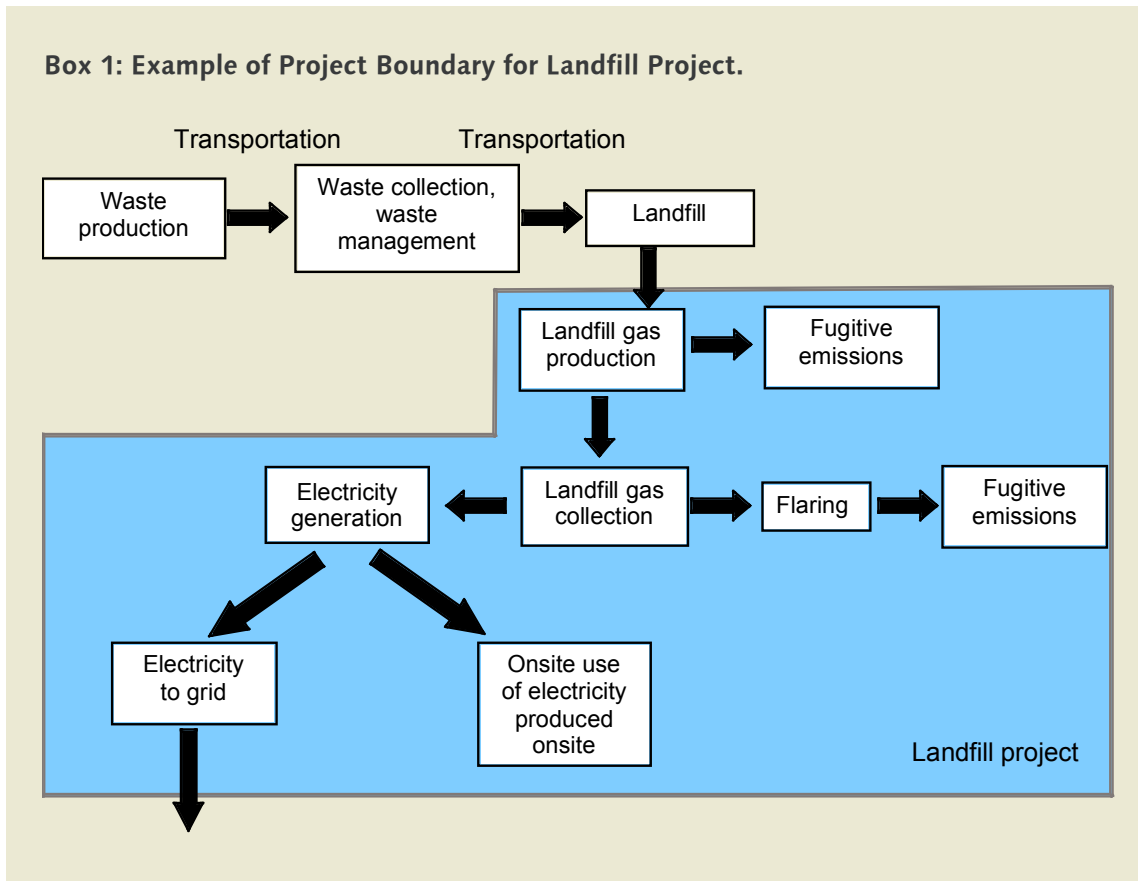 Box 1: Example of Project Boundary for Landfill Project.
Transportation
Transportation
Waste
production
Waste collection,
waste
management
Landfill
Landfill gas
production
Fugitive
emissions
Electricity
generation
Landfill gas
collection
Flaring
Fugitive
emissions
Electricity
to grid
Onsite use
of electricity
produced
onsite
Landfill project